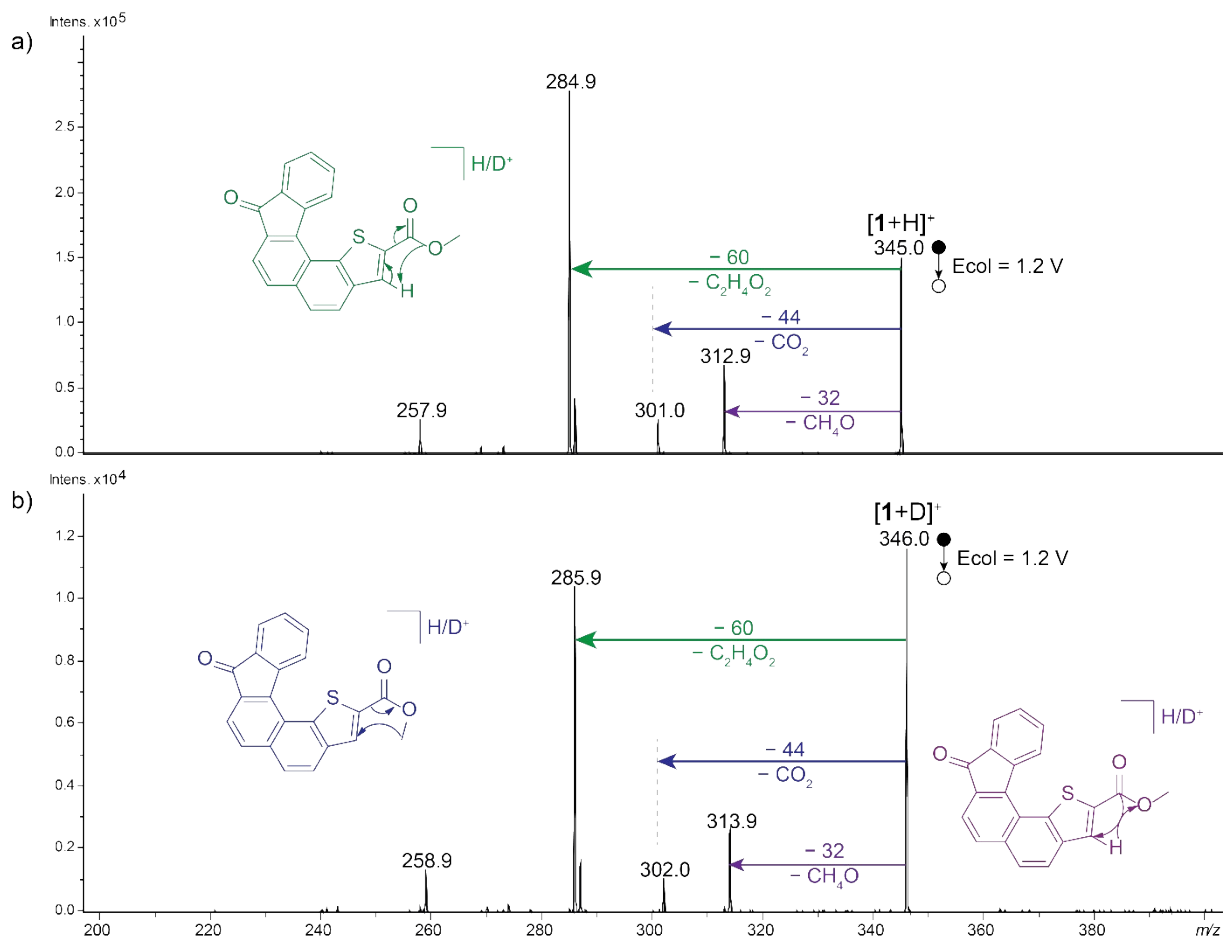 a)
Intens. x10⁵
2.5
2.0
1.5
1.0
0.5
0.0
284.9
H/D⁺
O
S
O
O
H
[1+H]⁺
345.0
Ecol = 1.2 V
− 60
− C₂H₄O₂
− 44
− CO₂
312.9
− 32
− CH₄O
301.0
257.9
b)
Intens. x10⁴
1.2
1.0
0.8
0.6
0.4
0.2
0.0
[1+D]⁺
346.0
Ecol = 1.2 V
285.9
− 60
− C₂H₄O₂
H/D⁺
O
S
O
O
− 44
− CO₂
313.9
− 32
− CH₄O
302.0
258.9
H/D⁺
O
S
O
O
H
200 220 240 260 280 300 320 340 360 380 m/z